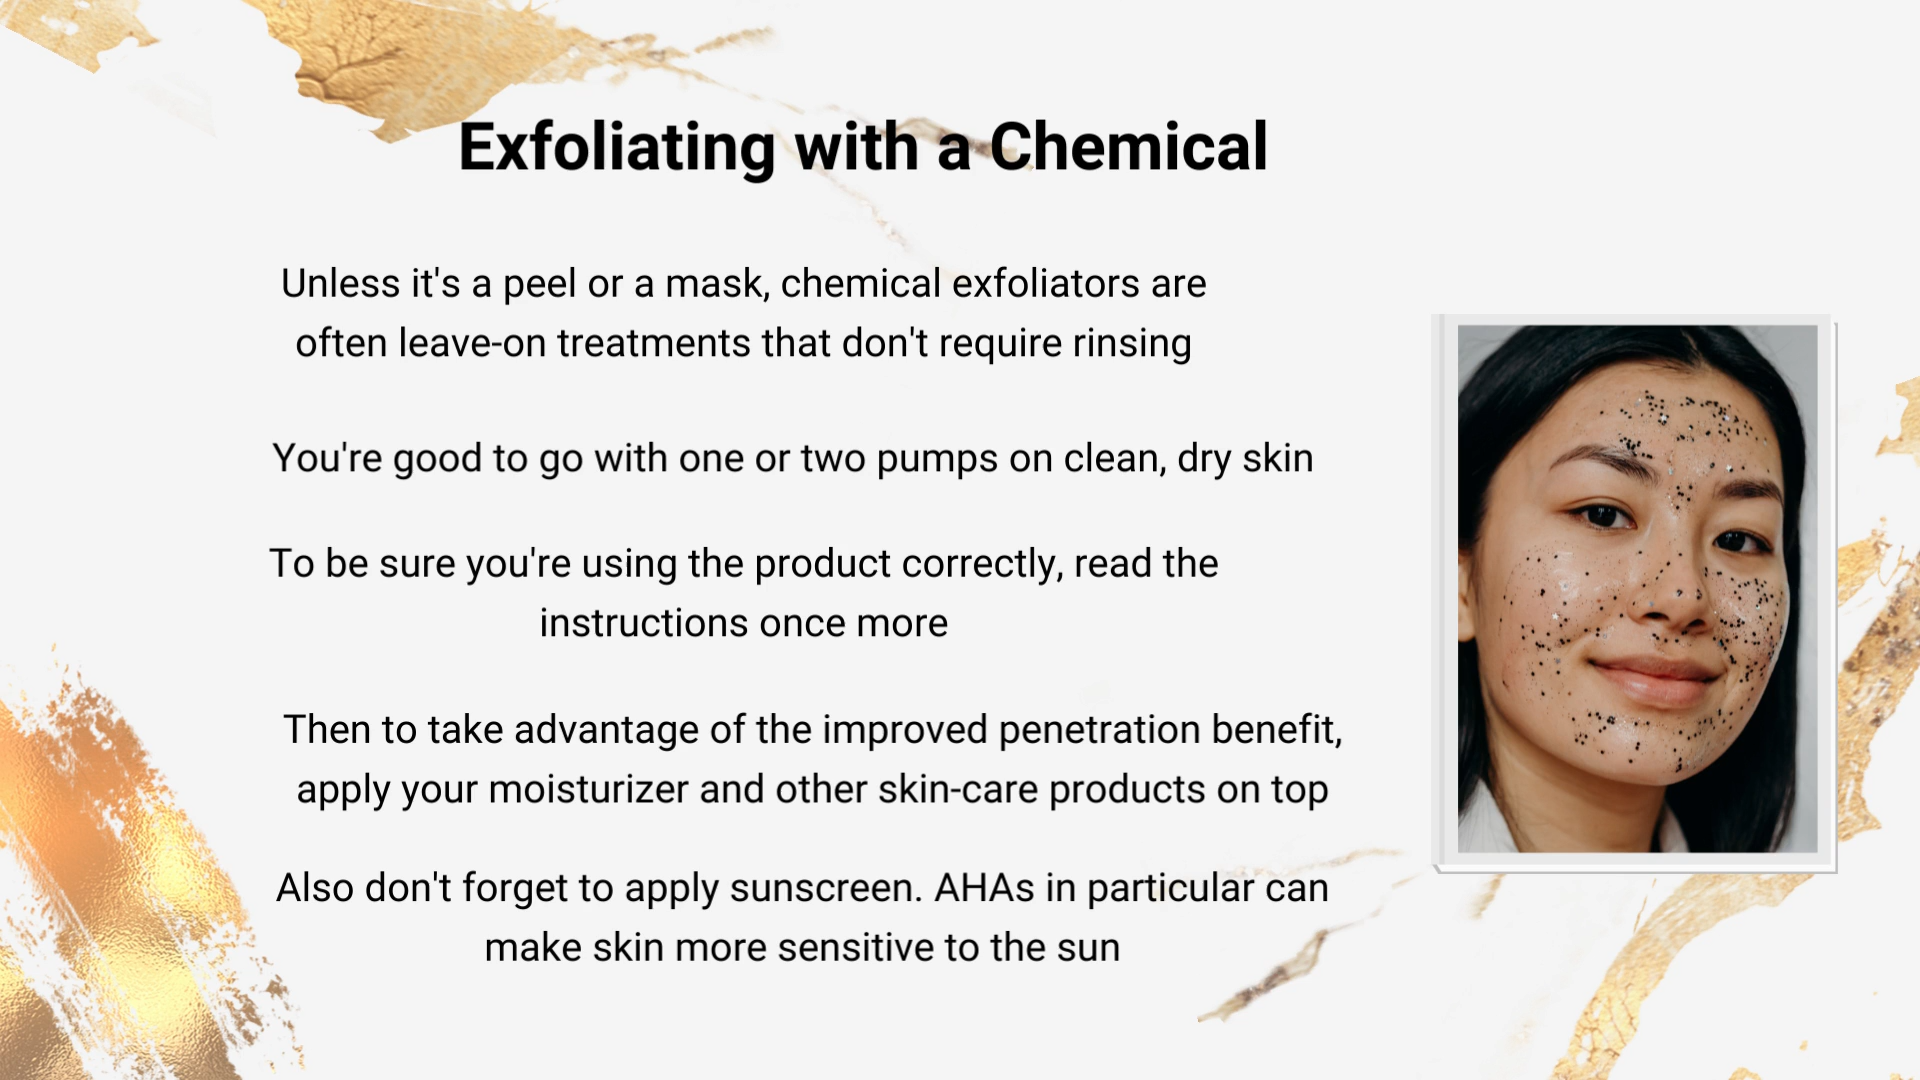 Exfoliating with a Chemical
Unless it's a peel or a mask, chemical exfoliators are
often leave-on treatments that don't require rinsing
You're good to go with one or two pumps on clean, dry skin
To be sure you're using the product correctly, read the
instructions once more
Then to take advantage of the improved penetration benefit,
apply your moisturizer and other skin-care products on top
Also don't forget to apply sunscreen. AHAs in particular can
make skin more sensitive to the sun